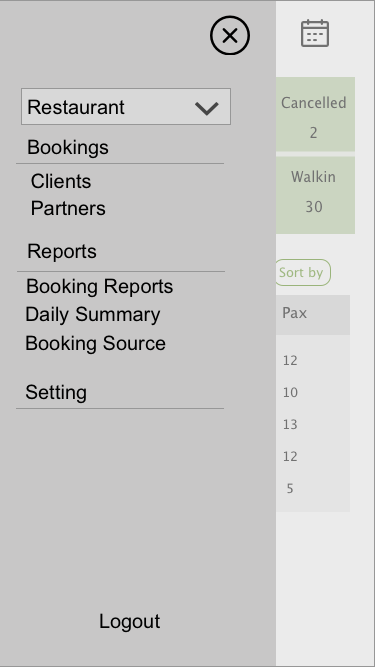 Restaurant
Bookings
Clients
Partners
Reports
Booking Reports
Daily Summary
Booking Source
Setting
Logout
Cancelled
2
Walkin
30
Sort by
Pax
12
10
13
12
5